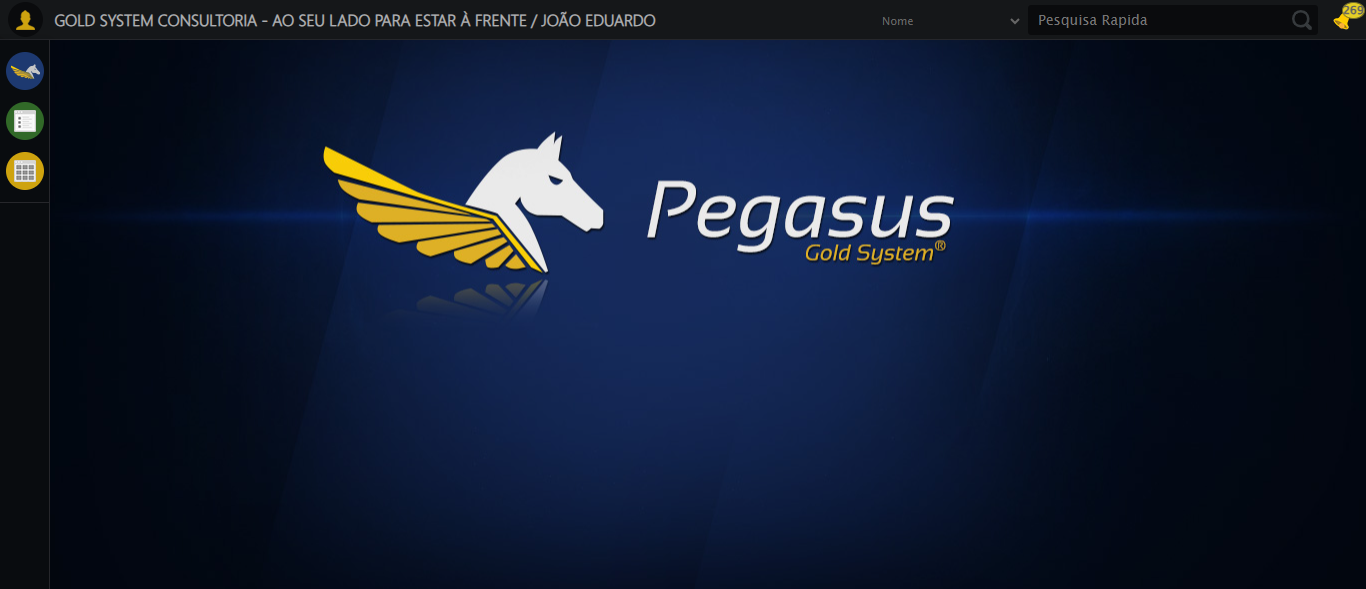 GOLD SYSTEM CONSULTORIA - AO SEU LADO PARA ESTAR À FRENTE / JOÃO EDUARDO
Nome
Pesquisa Rapida
269
Pegasus
Gold System®